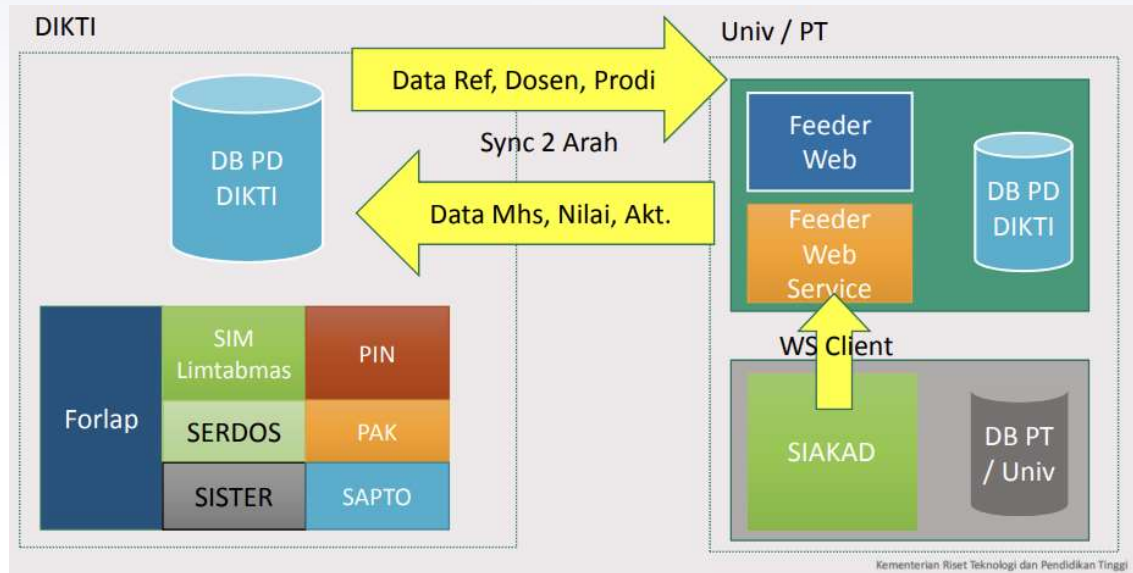 DIKTI
Univ / PT
Data Ref, Dosen, Prodi
Sync 2 Arah
Data Mhs, Nilai, Akt.
DB PD
DIKTI
Forlap
SIM
Limtabmas
PIN
SERDOS
PAK
SISTER
SAPTO
Feeder
Web
Feeder
Web
Service
DB PD
DIKTI
WS Client
SIAKAD
DB PT
/ Univ
Kementerian Riset Teknologi dan Pendidikan Tinggi